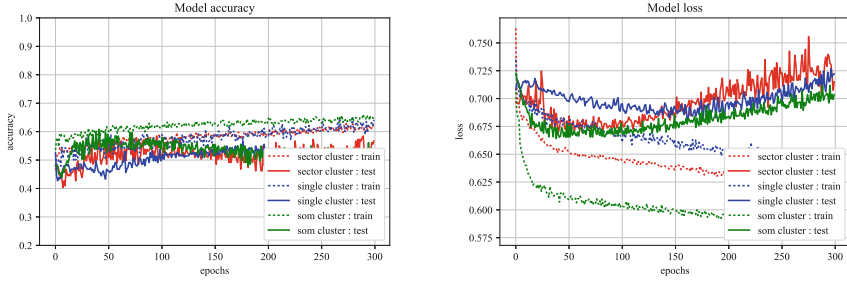 Model accuracy
1.0
0.9
0.8
0.7
0.6
0.5
0.4
0.3
0.2
accuracy
0
50
100
150
200
250
300
epochs
sector cluster : train
sector cluster : test
single cluster : train
single cluster : test
som cluster : train
som cluster : test
Model loss
0.750
0.725
0.700
0.675
0.650
0.625
0.600
0.575
loss
0
50
100
150
200
250
300
epochs
sector cluster : train
sector cluster : test
single cluster : train
single cluster : test
som cluster : train
som cluster : test